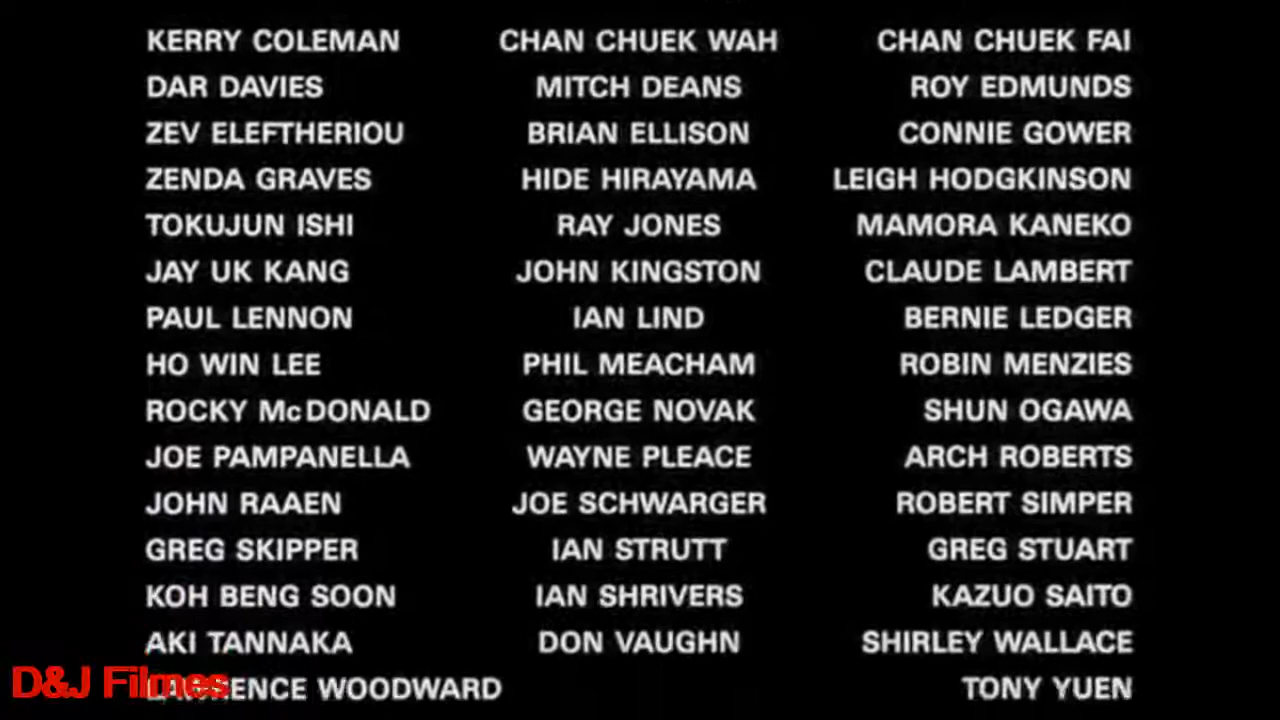 KERRY COLEMAN CHAN CHUEK WAH CHAN CHUEK FAI
DAR DAVIES MITCH DEANS ROY EDMUNDS
ZEV ELEFTHERIOU BRIAN ELLISON CONNIE GOWER
ZENDA GRAVES HIDE HIRAYAMA LEIGH HODGKINSON
TOKUJUN ISHI RAY JONES MAMORA KANEKO
JAY UK KANG JOHN KINGSTON CLAUDE LAMBERT
PAUL LENNON IAN LIND BERNIE LEDGER
HO WIN LEE PHIL MEACHAM ROBIN MENZIES
ROCKY McDONALD GEORGE NOVAK SHUN OGAWA
JOE PAMPANELLA WAYNE PLEACE ARCH ROBERTS
JOHN RAAEN JOE SCHWARGER ROBERT SIMPER
GREG SKIPPER IAN STRUTT GREG STUART
KOH BENG SOON IAN SHRIVERS KAZUO SAITO
AKI TANNAKA DON VAUGHN SHIRLEY WALLACE
LAWRENCE WOODWARD TONY YUEN
D&J Filmes